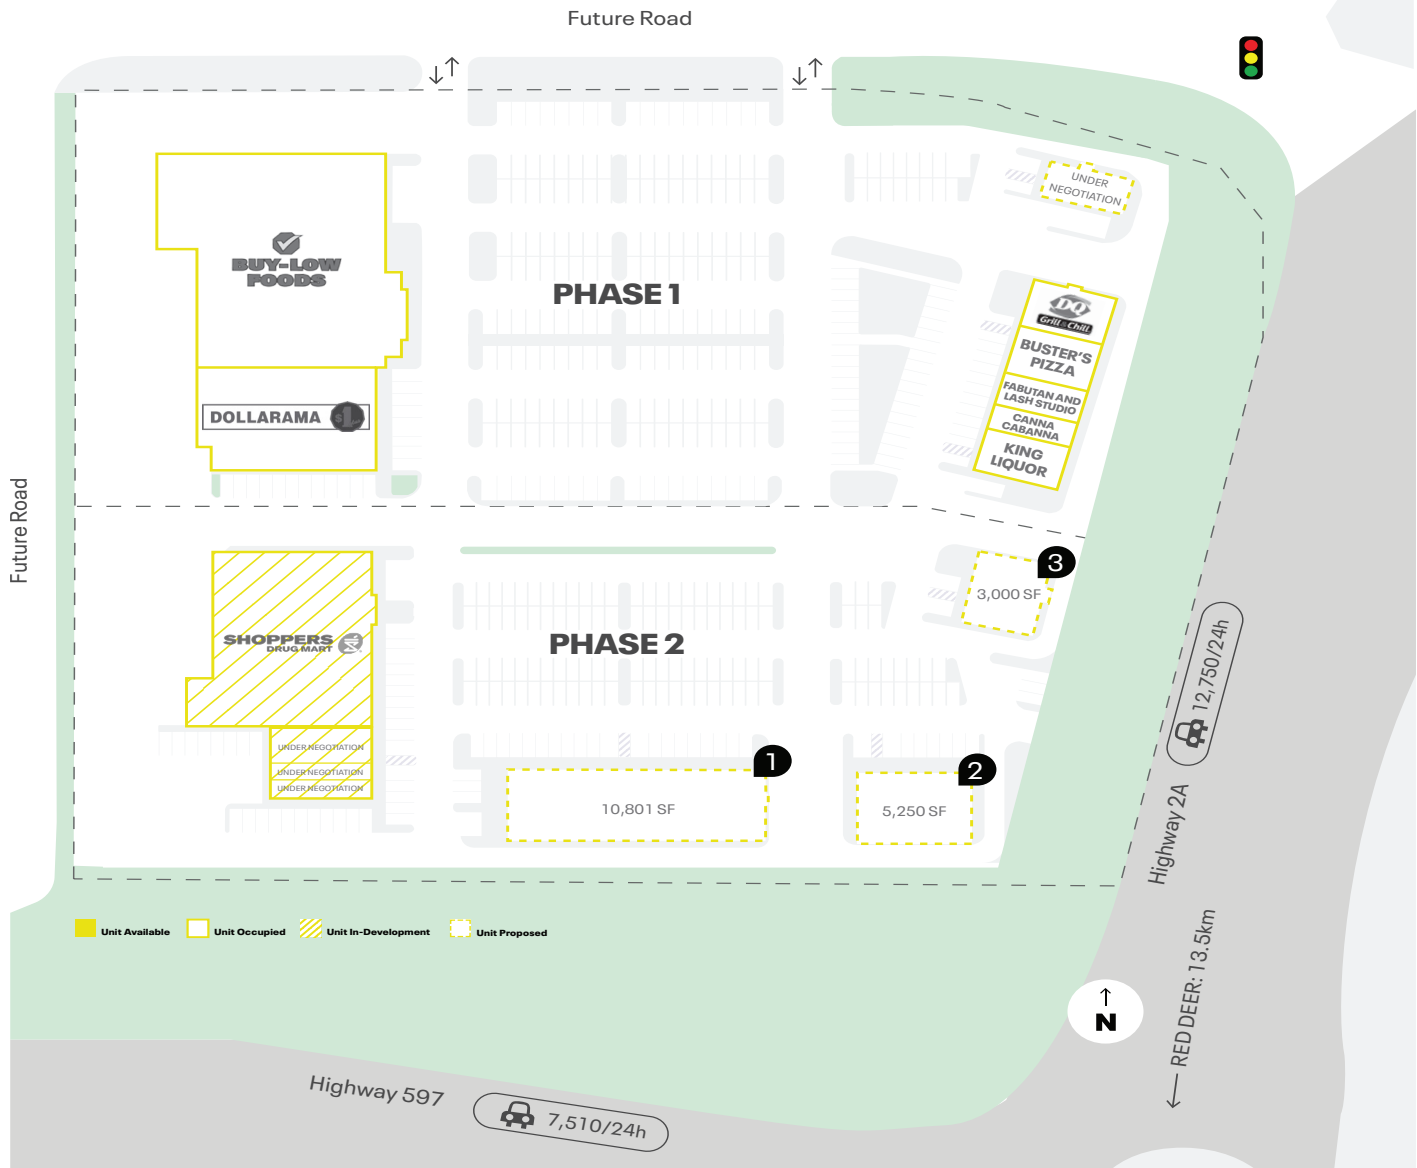 Future Road
UNDER
NEGOTIATION
BUY-LOW
FOODS
PHASE 1
DQ
Grill & Chill
BUSTER'S
PIZZA
FABUTAN AND
LASH STUDIO
CANNA
CABANNA
KING
LIQUOR
DOLLARAMA
$1
Future Road
3
3,000 SF
SHOPPERS
DRUG MART
PHASE 2
12,750/24h
UNDER NEGOTIATION
UNDER NEGOTIATION
UNDER NEGOTIATION
1
10,801 SF
2
5,250 SF
Highway 2A
Unit Available
Unit Occupied
Unit In-Development
Unit Proposed
↑
N
← RED DEER: 13.5km
Highway 597
7,510/24h